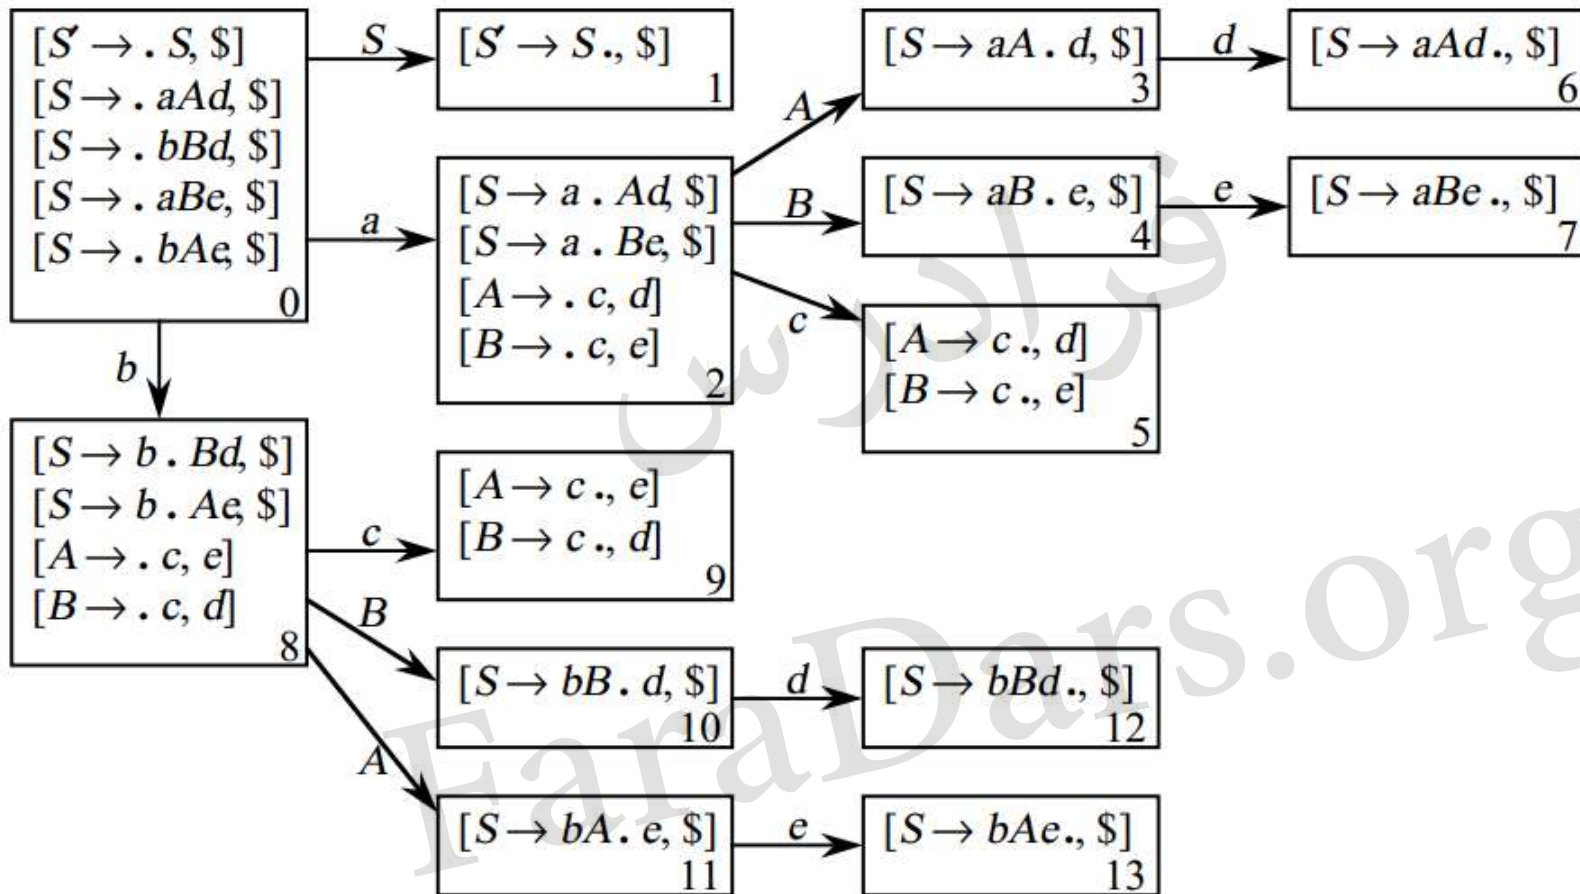 [S′ → . S, $]
[S → . aAd, $]
[S → . bBd, $]
[S → . aBe, $]
[S → . bAe, $]
0
S
[S′ → S ., $]
1
a
[S → a . Ad, $]
[S → a . Be, $]
[A → . c, d]
[B → . c, e]
2
A
[S → aA . d, $]
3
d
[S → aAd ., $]
6
B
[S → aB . e, $]
4
e
[S → aBe ., $]
7
c
[A → c ., d]
[B → c ., e]
5
b
[S → b . Bd, $]
[S → b . Ae, $]
[A → . c, e]
[B → . c, d]
8
c
[A → c ., e]
[B → c ., d]
9
B
[S → bB . d, $]
10
d
[S → bBd ., $]
12
A
[S → bA . e, $]
11
e
[S → bAe ., $]
13
فرادرس
FaraDars.org